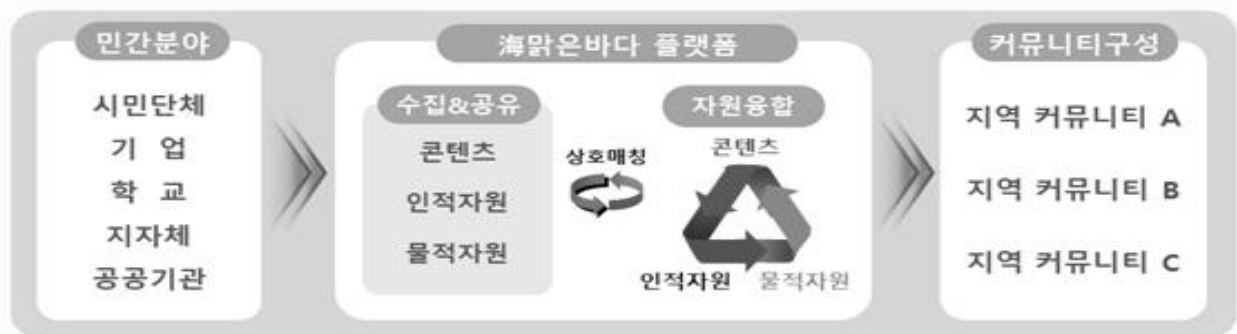 민간분야
시민단체
기 업
학 교
지자체
공공기관
海맑은바다 플랫폼
수집&공유
콘텐츠
인적자원
물적자원
상호매칭
자원융합
콘텐츠
인적자원 물적자원
커뮤니티구성
지역 커뮤니티 A
지역 커뮤니티 B
지역 커뮤니티 C